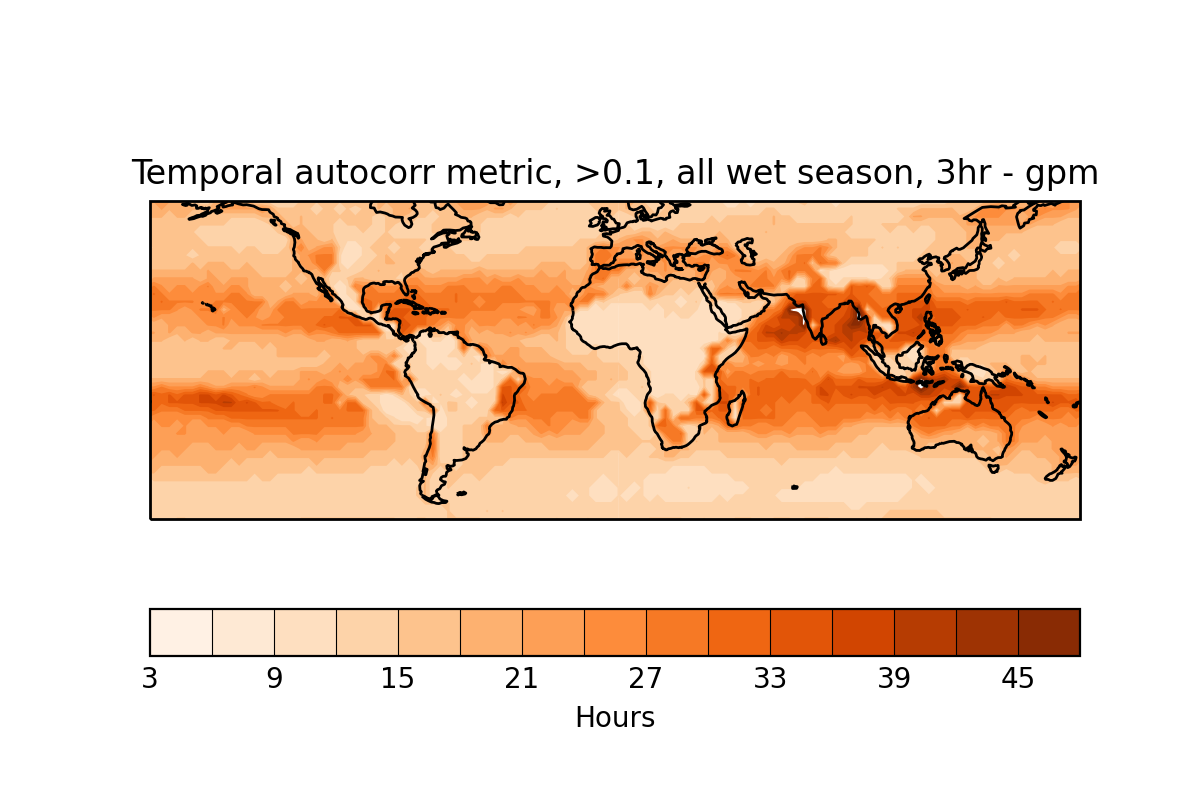 Temporal autocorr metric, >0.1, all wet season, 3hr - gpm
3 9 15 21 27 33 39 45
Hours